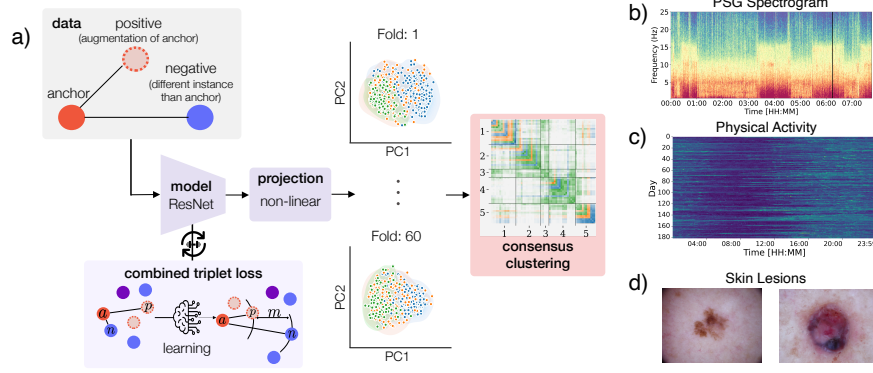 a)
data
positive
(augmentation of anchor)
negative
(different instance
than anchor)
anchor
model
ResNet
projection
non-linear
combined triplet loss
a
p
n
learning
a
p
m
n
Fold: 1
PC2
PC1
Fold: 60
PC2
PC1
1
2
3
4
5
1 2 3 4 5
consensus
clustering
b)
PSG Spectrogram
Frequency (Hz)
25
20
15
10
5
00:00 01:00 02:00 03:00 04:00 05:00 06:00 07:00
Time [HH:MM]
c)
Physical Activity
Day
0
20
40
60
80
100
120
140
160
180
04:00 08:00 12:00 16:00 20:00 23:59
Time [HH:MM]
d)
Skin Lesions